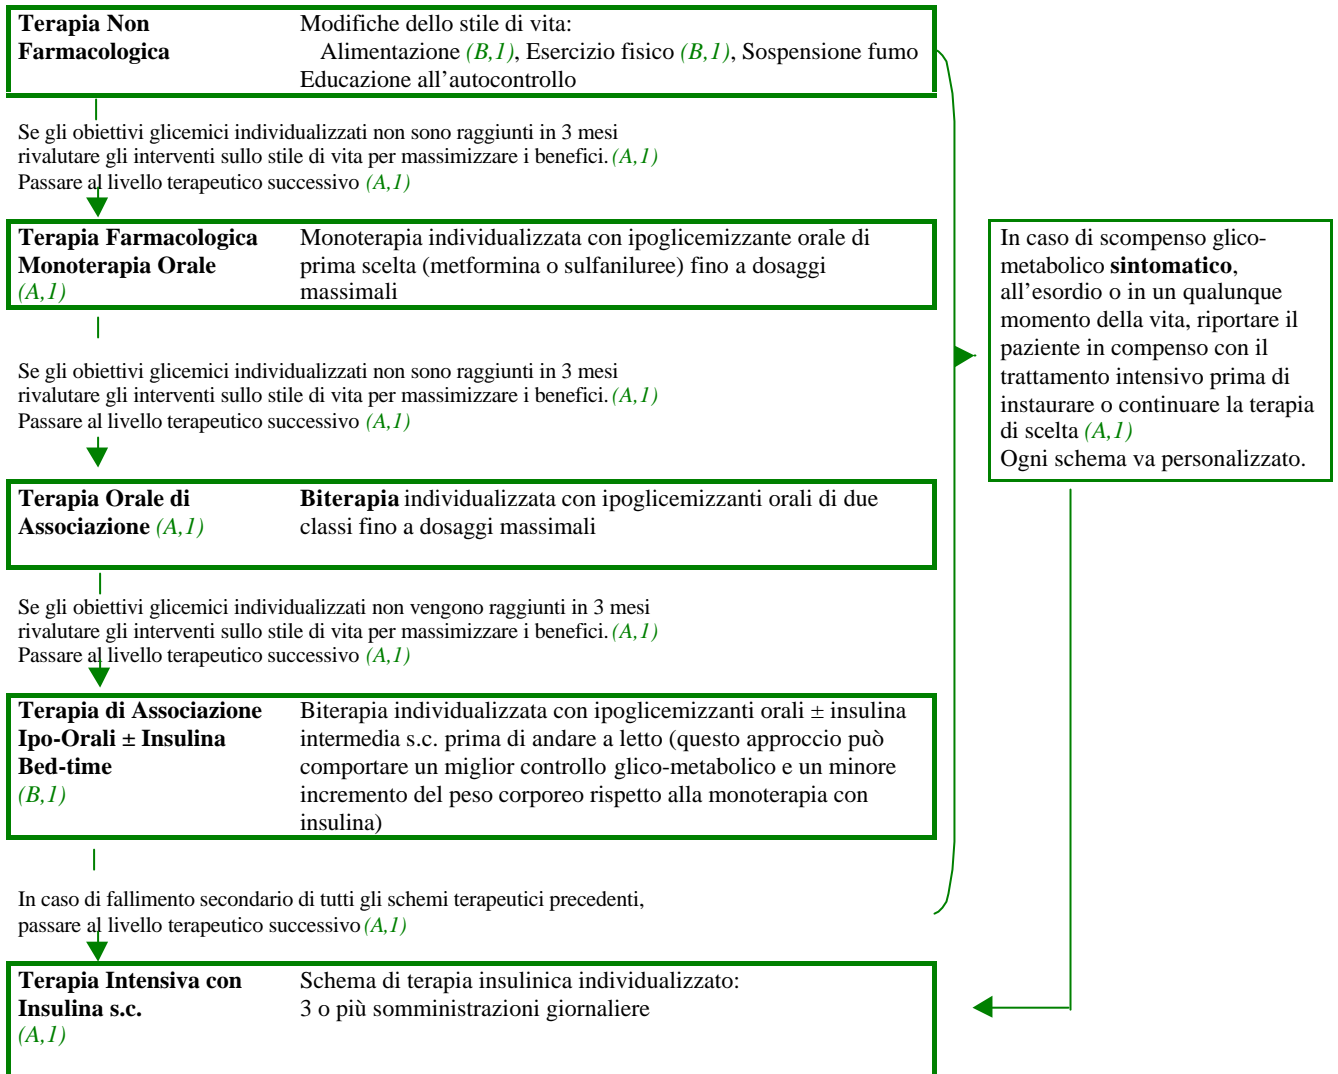 Terapia Non
Farmacologica
Modifiche dello stile di vita:
Alimentazione (B,1), Esercizio fisico (B,1), Sospensione fumo
Educazione all'autocontrollo
Se gli obiettivi glicemici individualizzati non sono raggiunti in 3 mesi
rivalutare gli interventi sullo stile di vita per massimizzare i benefici. (A,1)
Passare al livello terapeutico successivo (A,1)
Terapia Farmacologica
Monoterapia Orale
(A,1)
Monoterapia individualizzata con ipoglicemizzante orale di
prima scelta (metformina o sulfaniluree) fino a dosaggi
massimali
Se gli obiettivi glicemici individualizzati non sono raggiunti in 3 mesi
rivalutare gli interventi sullo stile di vita per massimizzare i benefici. (A,1)
Passare al livello terapeutico successivo (A,1)
Terapia Orale di
Associazione (A,1)
Biterapia individualizzata con ipoglicemizzanti orali di due
classi fino a dosaggi massimali
Se gli obiettivi glicemici individualizzati non vengono raggiunti in 3 mesi
rivalutare gli interventi sullo stile di vita per massimizzare i benefici. (A,1)
Passare al livello terapeutico successivo (A,1)
Terapia di Associazione
Ipo-Orali ± Insulina
Bed-time
(B,1)
Biterapia individualizzata con ipoglicemizzanti orali ± insulina
intermedia s.c. prima di andare a letto (questo approccio può
comportare un miglior controllo glico-metabolico e un minore
incremento del peso corporeo rispetto alla monoterapia con
insulina)
In caso di fallimento secondario di tutti gli schemi terapeutici precedenti,
passare al livello terapeutico successivo (A,1)
Terapia Intensiva con
Insulina s.c.
(A,1)
Schema di terapia insulinica individualizzato:
3 o più somministrazioni giornaliere
In caso di scompenso glico-
metabolico sintomatico,
all'esordio o in un qualunque
momento della vita, riportare il
paziente in compenso con il
trattamento intensivo prima di
instaurare o continuare la terapia
di scelta (A,1)
Ogni schema va personalizzato.